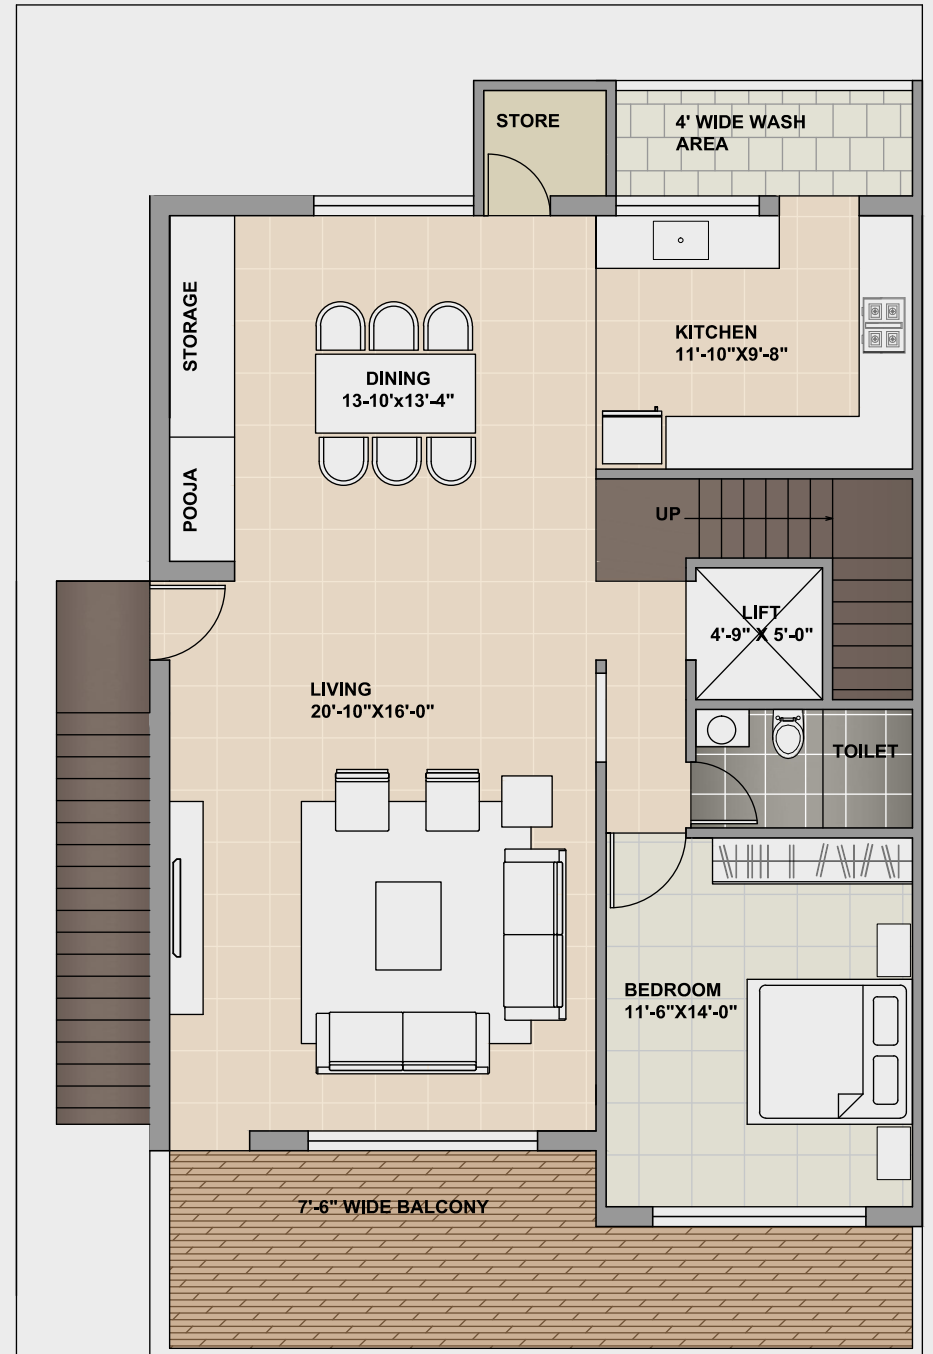 STORE
4' WIDE WASH
AREA
STORAGE
KITCHEN
11'-10"X9'-8"
DINING
13-10'x13'-4"
POOJA
UP
LIFT
4'-9" X 5'-0"
LIVING
20'-10"X16'-0"
TOILET
BEDROOM
11'-6"X14'-0"
7'-6" WIDE BALCONY